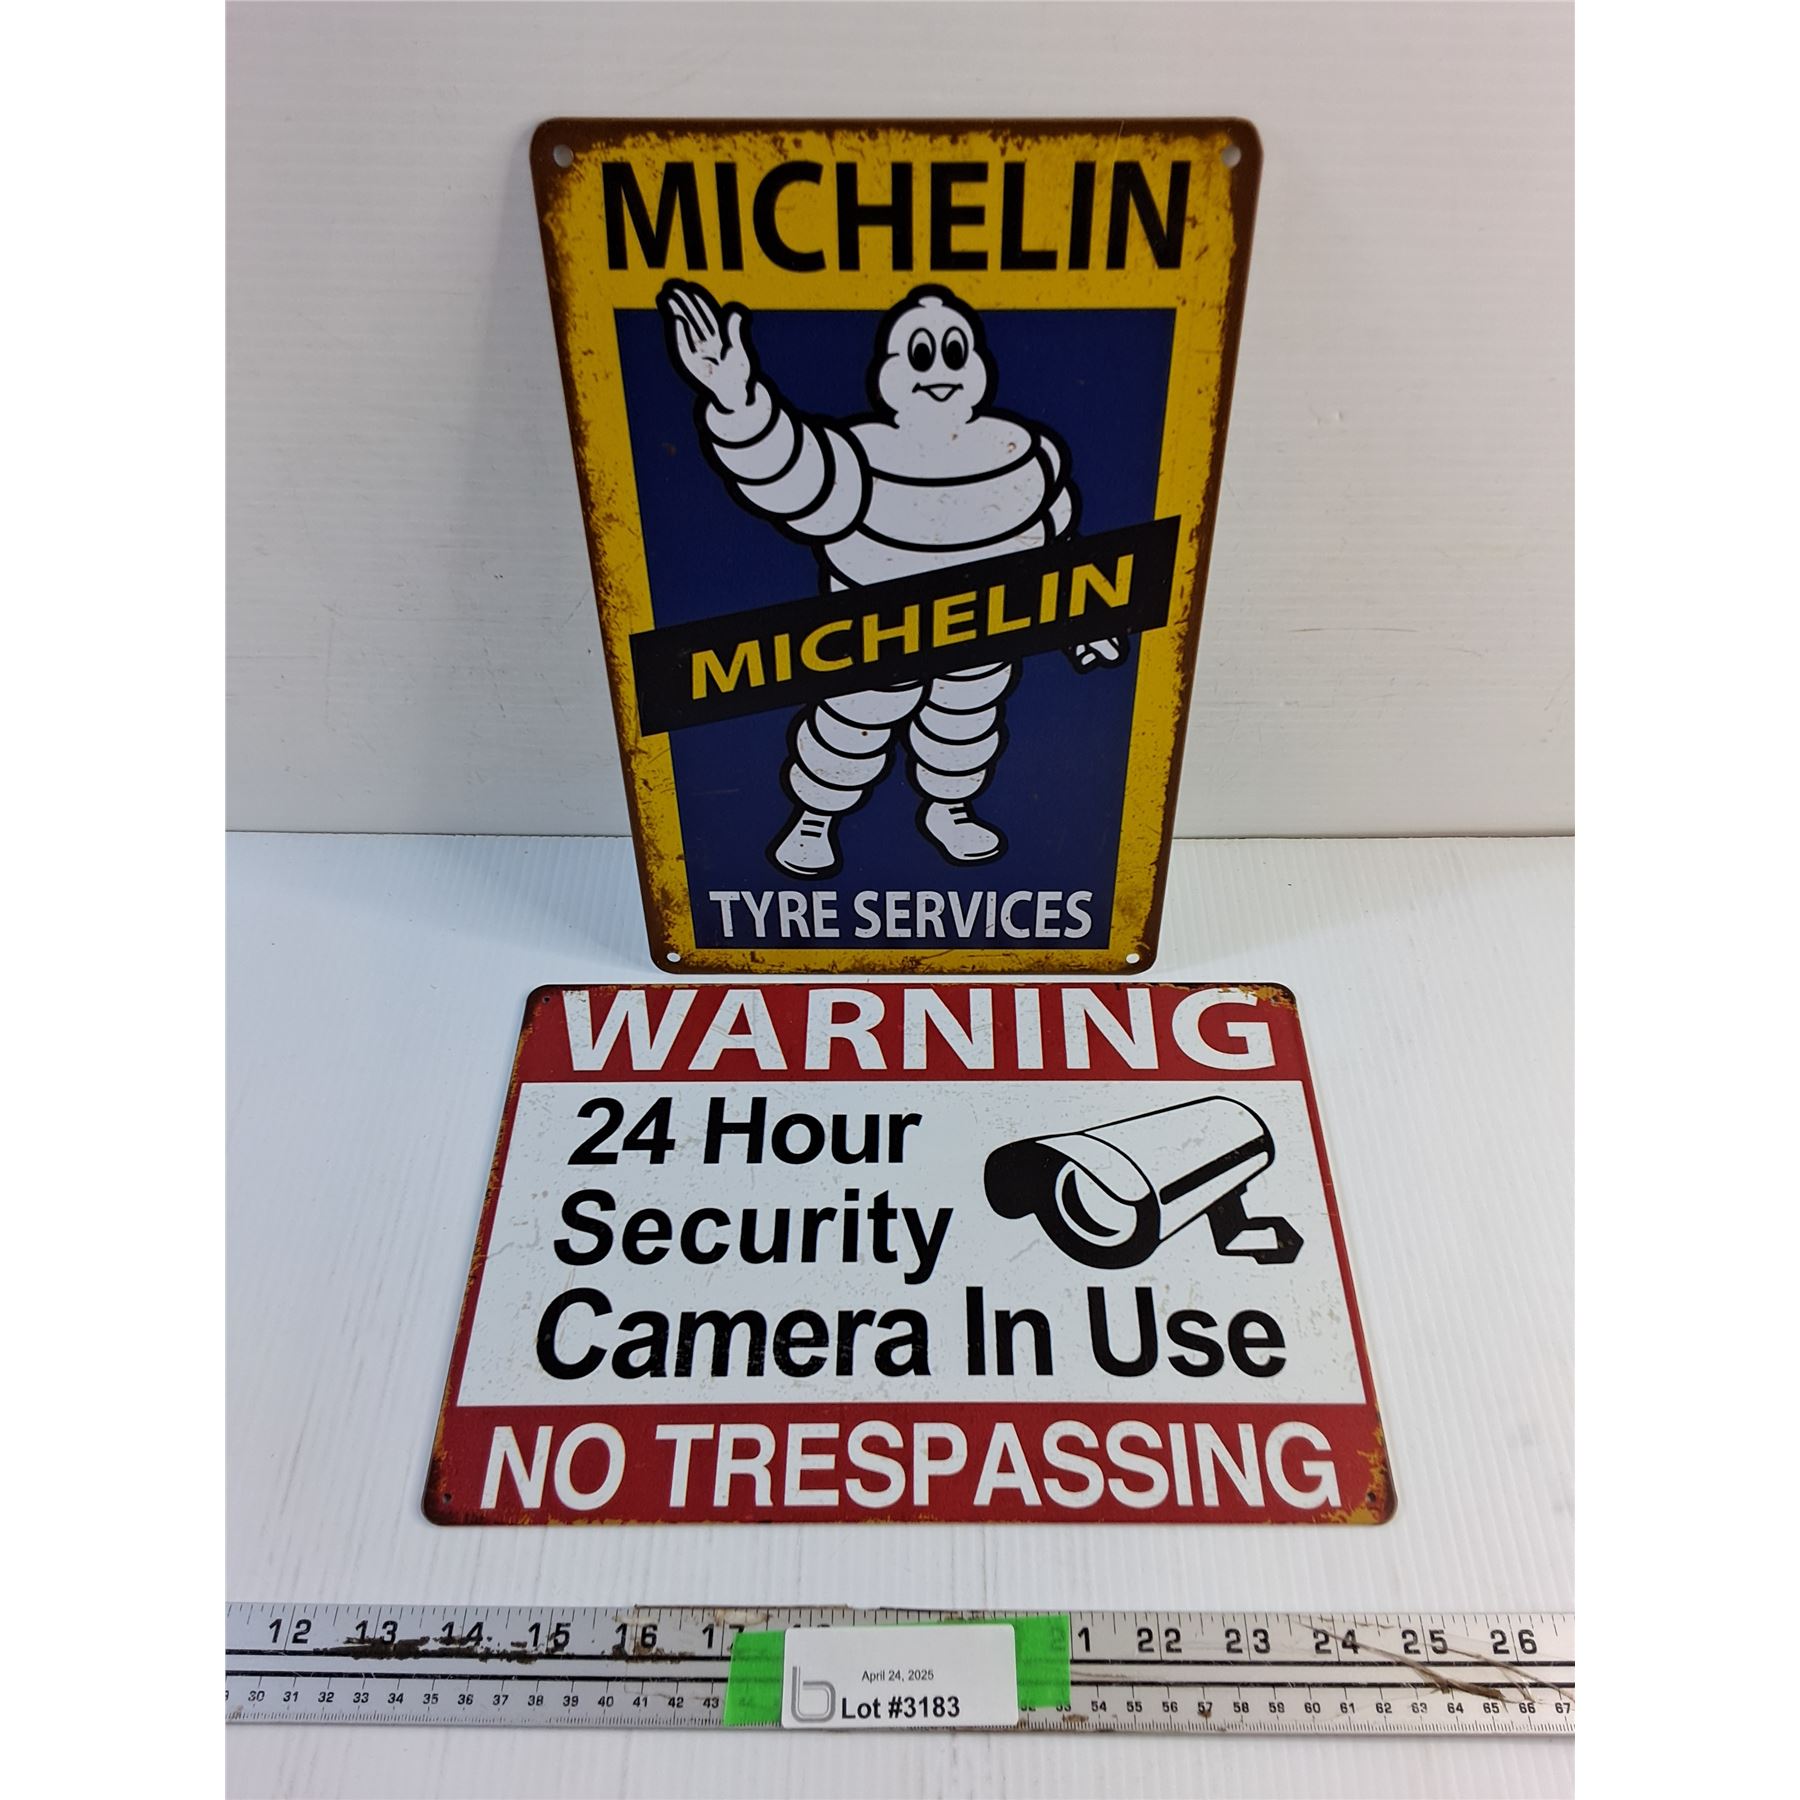 MICHELIN
MICHELIN
TYRE SERVICES
WARNING
24 Hour
Security
Camera In Use
NO TRESPASSING
12 13 14 15 16 1 1 22 23 24 25 26
April 24, 2025
Lot #3183
30 31 32 33 34 35 36 37 38 39 40 41 42 43 54 55 56 57 58 59 60 61 62 63 64 65 66 67